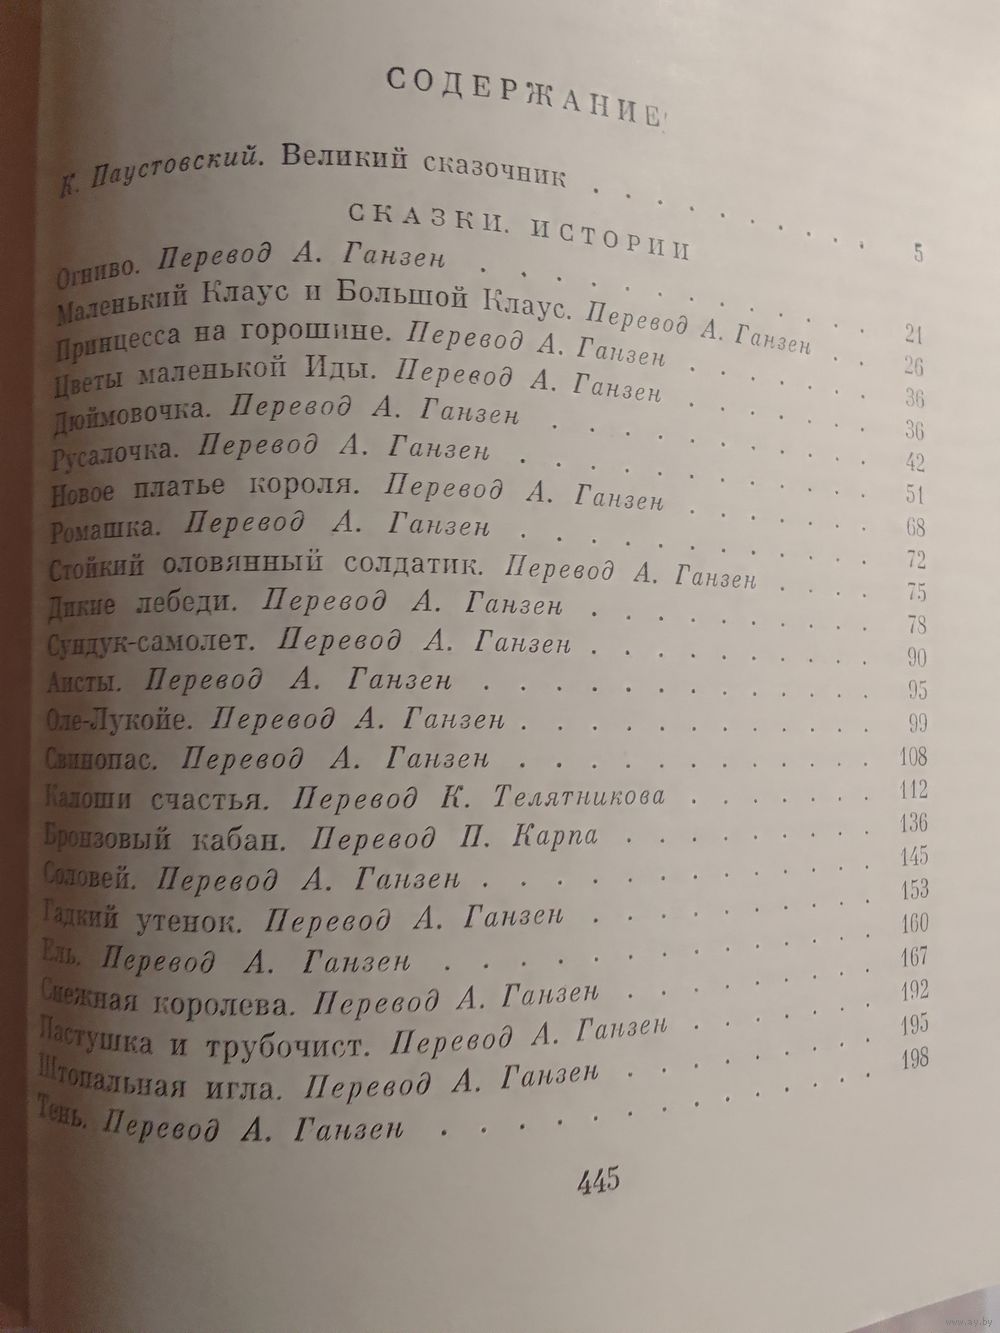 СОДЕРЖАНИЕ
К. Паустовский. Великий сказочник . . . . . . . . . 5
СКАЗКИ. ИСТОРИИ
Огниво. Перевод А. Ганзен . . . . . . . . . . . 21
Маленький Клаус и Большой Клаус. Перевод А. Ганзен . . 26
Принцесса на горошине. Перевод А. Ганзен . . . . . . 36
Цветы маленькой Иды. Перевод А. Ганзен . . . . . . 36
Дюймовочка. Перевод А. Ганзен . . . . . . . . . 42
Русалочка. Перевод А. Ганзен . . . . . . . . . . 51
Новое платье короля. Перевод А. Ганзен . . . . . . 68
Ромашка. Перевод А. Ганзен . . . . . . . . . . 72
Стойкий оловянный солдатик. Перевод А. Ганзен . . . 75
Дикие лебеди. Перевод А. Ганзен . . . . . . . . . 78
Сундук-самолет. Перевод А. Ганзен . . . . . . . . . 90
Аисты. Перевод А. Ганзен . . . . . . . . . . . 95
Оле-Лукойе. Перевод А. Ганзен . . . . . . . . . . 99
Свинопас. Перевод А. Ганзен . . . . . . . . . . 108
Калоши счастья. Перевод К. Телятникова . . . . . . 112
Бронзовый кабан. Перевод П. Карпа . . . . . . . . 136
Соловей. Перевод А. Ганзен . . . . . . . . . . . 145
Гадкий утенок. Перевод А. Ганзен . . . . . . . . . 153
Ель. Перевод А. Ганзен . . . . . . . . . . . . 160
Снежная королева. Перевод А. Ганзен . . . . . . . . 167
Пастушка и трубочист. Перевод А. Ганзен . . . . . . 192
Штопальная игла. Перевод А. Ганзен . . . . . . . . 195
Тень. Перевод А. Ганзен . . . . . . . . . . . . 198
445
www.ay.by